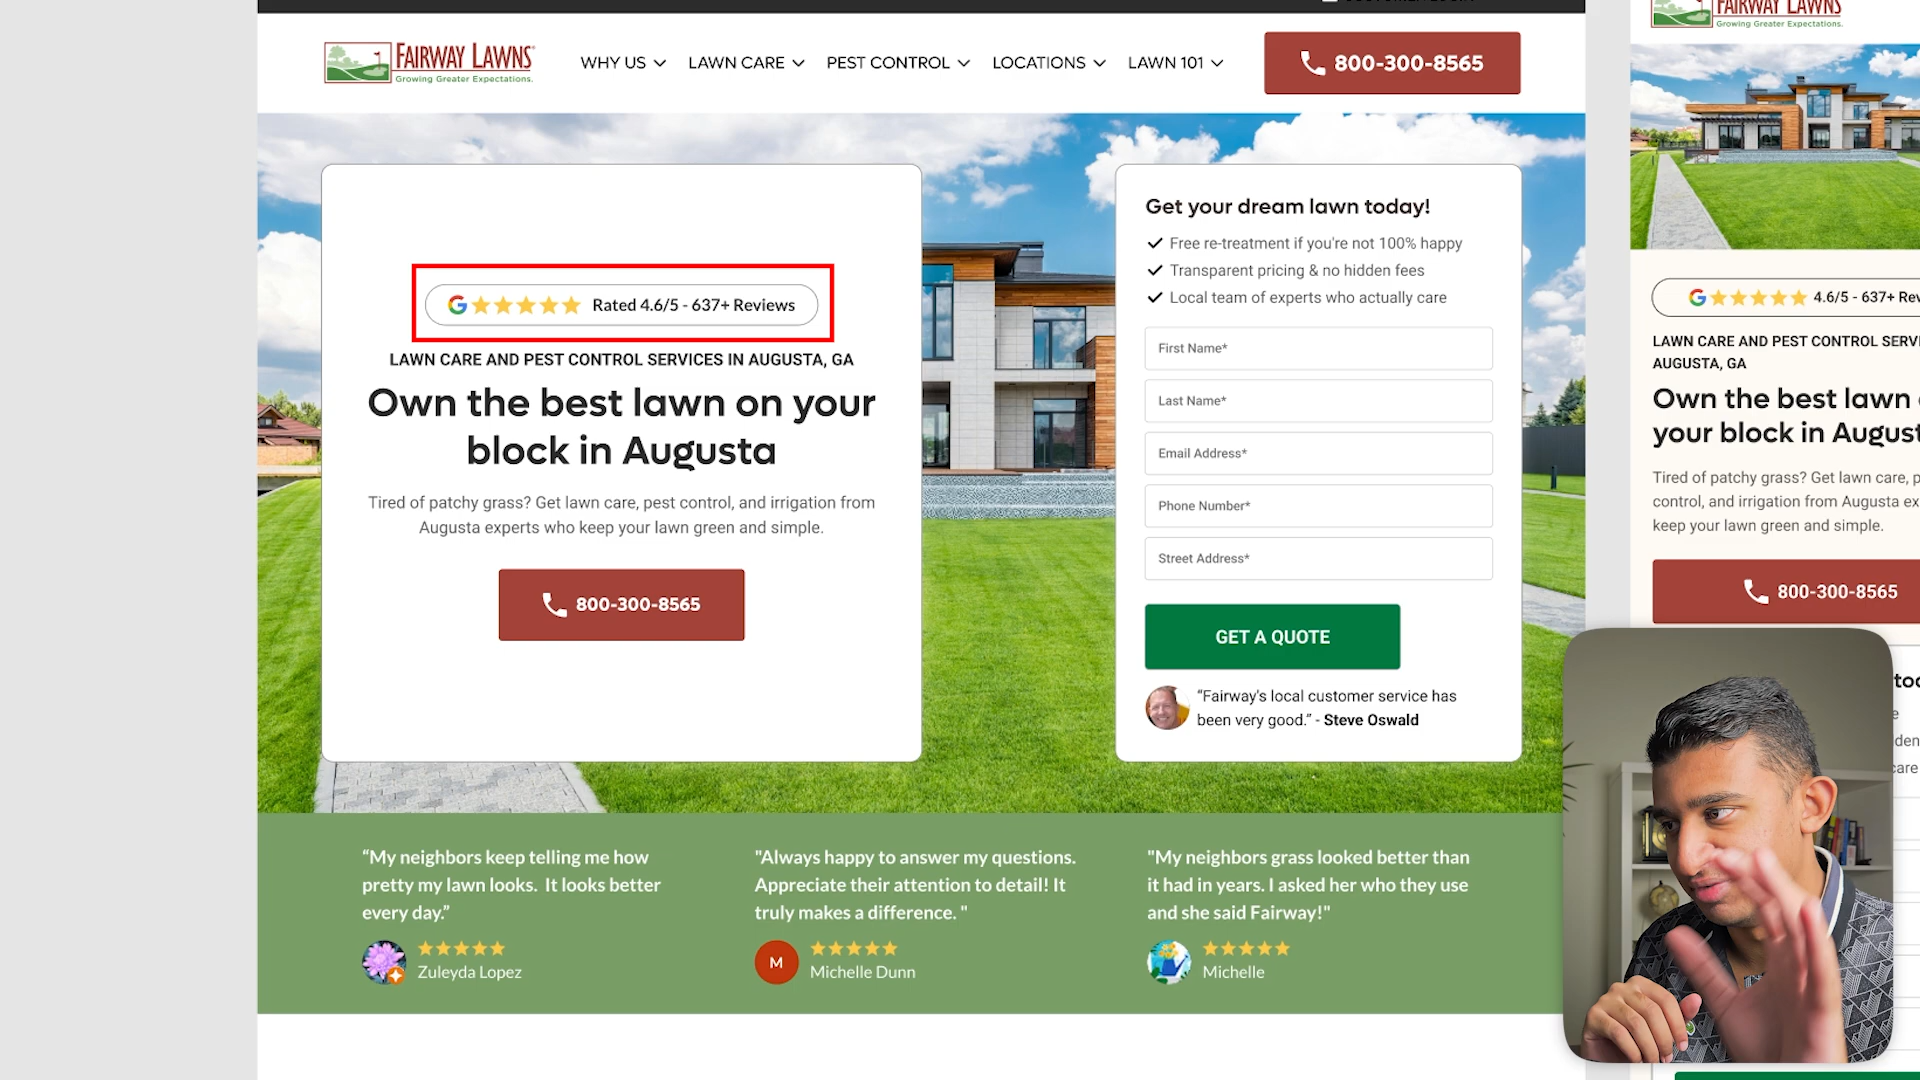 FAIRWAY LAWNS
Growing Greater Expectations.
WHY US
LAWN CARE
PEST CONTROL
LOCATIONS
LAWN 101
800-300-8565
Rated 4.6/5 - 637+ Reviews
LAWN CARE AND PEST CONTROL SERVICES IN AUGUSTA, GA
Own the best lawn on your
block in Augusta
Tired of patchy grass? Get lawn care, pest control, and irrigation from
Augusta experts who keep your lawn green and simple.
800-300-8565
Get your dream lawn today!
Free re-treatment if you're not 100% happy
Transparent pricing & no hidden fees
Local team of experts who actually care
First Name*
Last Name*
Email Address*
Phone Number*
Street Address*
GET A QUOTE
“Fairway's local customer service has
been very good.” - Steve Oswald
“My neighbors keep telling me how
pretty my lawn looks. It looks better
every day.”
Zuleyda Lopez
"Always happy to answer my questions.
Appreciate their attention to detail! It
truly makes a difference. "
M
Michelle Dunn
"My neighbors grass looked better than
it had in years. I asked her who they use
and she said Fairway!"
Michelle
FAIRWAY LAWNS
Growing Greater Expectations.
4.6/5 - 637+
LAWN CARE AND PEST CONTROL
AUGUSTA, GA
Own the best lawn
your block in
Tired of patchy grass? Get lawn care,
control, and irrigation from Augusta
keep your lawn green and simple.
800-300-8565